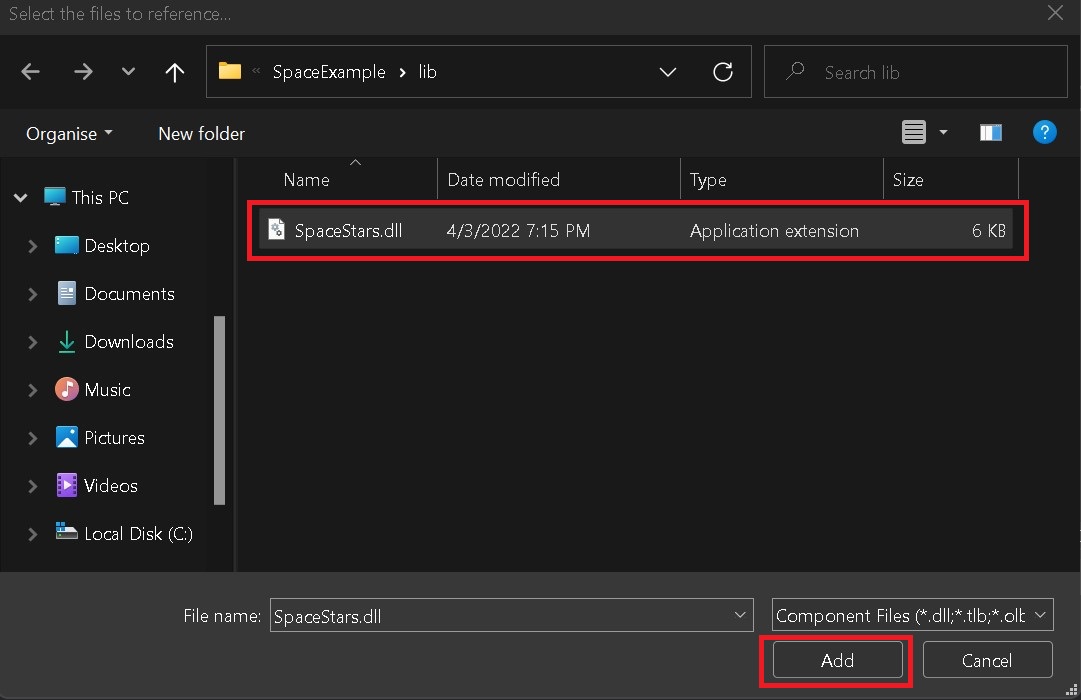 Select the files to reference...
« SpaceExample > lib
Search lib
Organise New folder
?
Name Date modified Type Size
SpaceStars.dll 4/3/2022 7:15 PM Application extension 6 KB
This PC
Desktop
Documents
Downloads
Music
Pictures
Videos
Local Disk (C:)
File name: SpaceStars.dll Component Files (*.dll;*.tlb;*.olb
Add Cancel